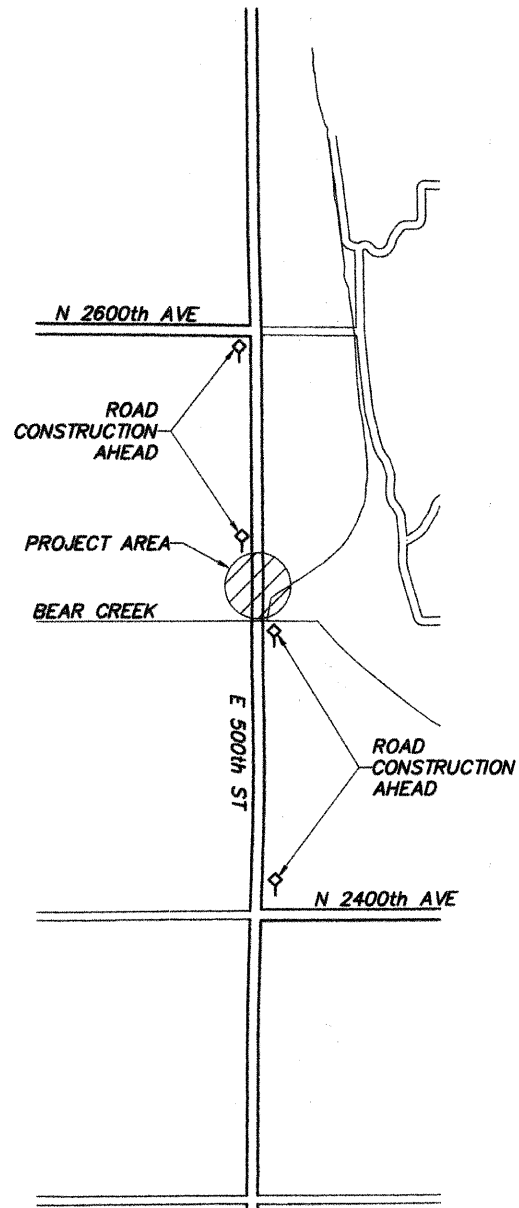 N 2600th AVE
ROAD
CONSTRUCTION
AHEAD
PROJECT AREA
BEAR CREEK
E 500th ST
ROAD
CONSTRUCTION
AHEAD
N 2400th AVE